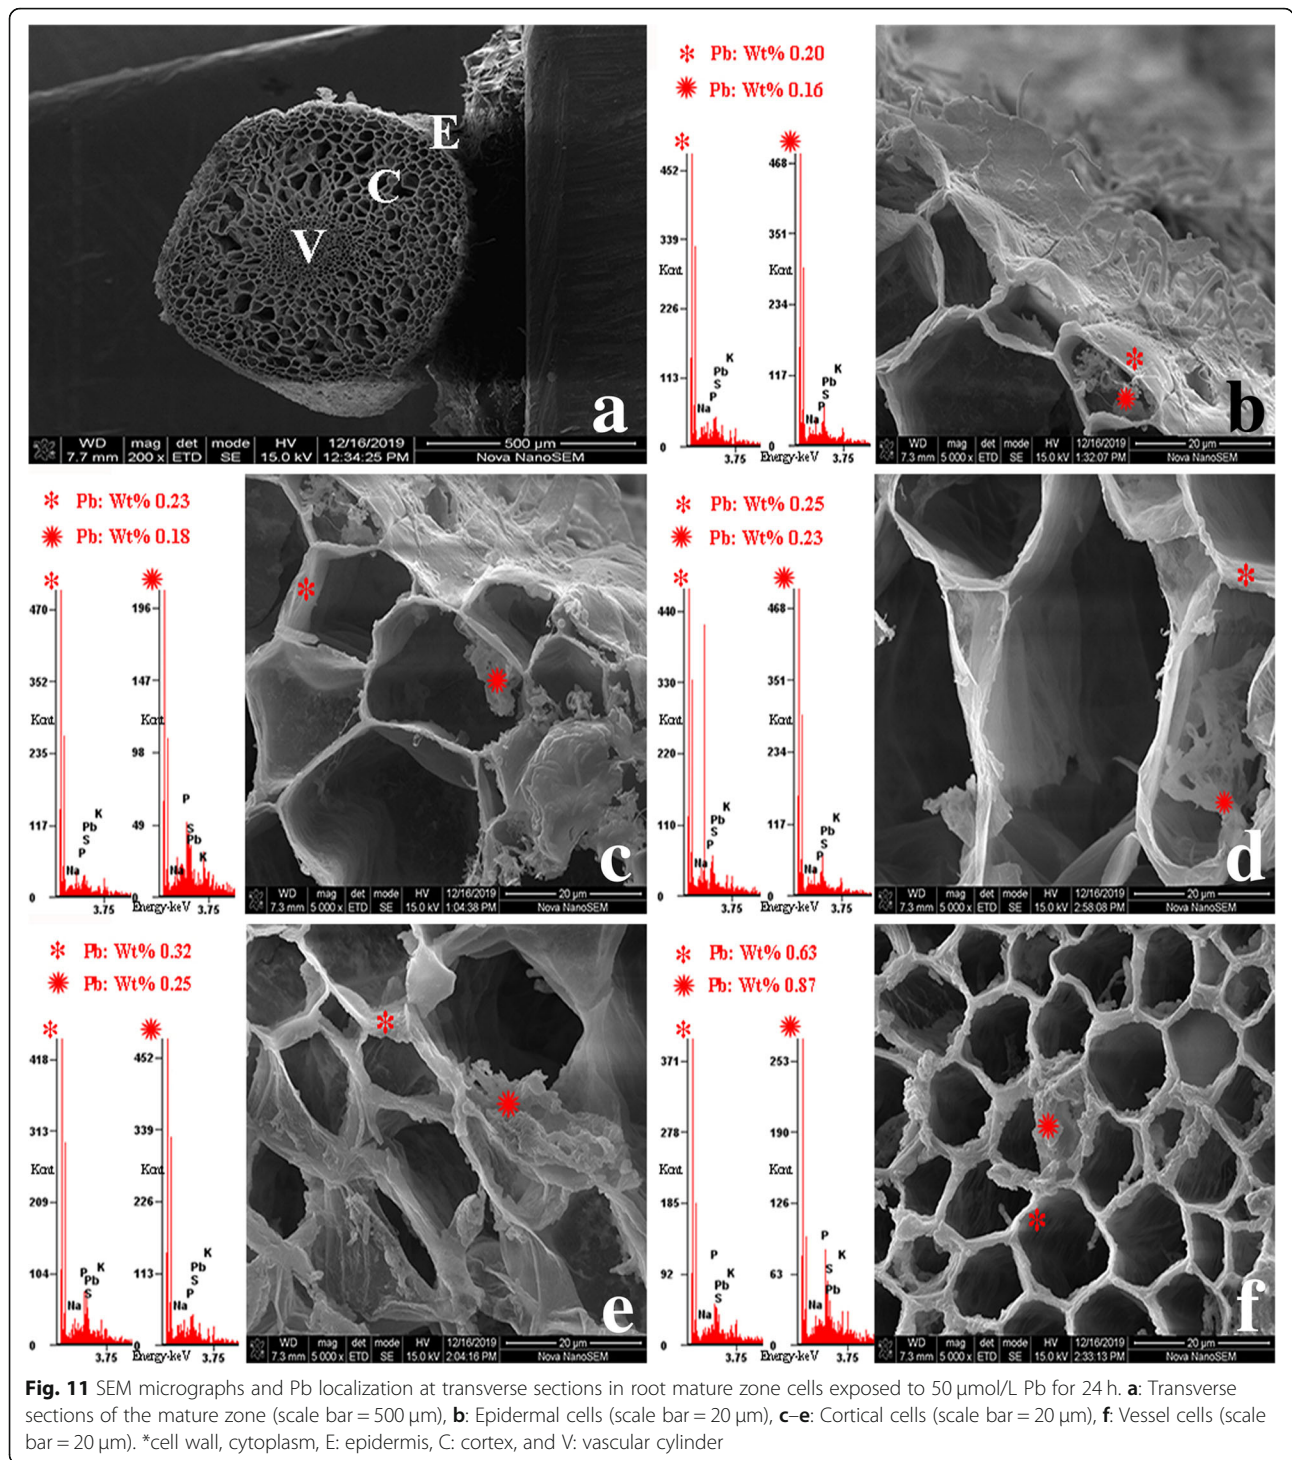 E
C
V
a
WD mag det mode HV 12/16/2019 500 µm
7.7 mm 200 x ETD SE 15.0 kV 12:34:25 PM Nova NanoSEM
* Pb: Wt% 0.20
✹ Pb: Wt% 0.16
* ✹
452
339
Kcnt
226
113
0
Na P S Pb K
3.75
468
351
234
117
0
Na P S Pb K
3.75
Energy-keV
b
WD mag det mode HV 12/16/2019 20 µm
7.3 mm 5 000 x ETD SE 15.0 kV 1:32:07 PM Nova NanoSEM
* Pb: Wt% 0.23
✹ Pb: Wt% 0.18
* ✹
470
352
Kcnt
235
117
0
Na P S Pb K
3.75
196
147
Kcnt
98
49
0
Na P S Pb K
3.75
Energy-keV
c
WD mag det mode HV 12/16/2019 20 µm
7.3 mm 5 000 x ETD SE 15.0 kV 1:04:38 PM Nova NanoSEM
* Pb: Wt% 0.25
✹ Pb: Wt% 0.23
* ✹
440
330
Kcnt
220
110
0
Na P S Pb K
3.75
468
351
234
117
0
Na P S Pb K
3.75
Energy-keV
d
WD mag det mode HV 12/16/2019 20 µm
7.3 mm 5 000 x ETD SE 15.0 kV 2:58:08 PM Nova NanoSEM
* Pb: Wt% 0.32
✹ Pb: Wt% 0.25
* ✹
418
313
Kcnt
209
104
0
Na P Pb S K
3.75
452
339
Kcnt
226
113
0
Na P S Pb K
3.75
Energy-keV
e
WD mag det mode HV 12/16/2019 20 µm
7.3 mm 5 000 x ETD SE 15.0 kV 2:04:16 PM Nova NanoSEM
* Pb: Wt% 0.63
✹ Pb: Wt% 0.87
* ✹
371
278
Kcnt
185
92
0
Na P Pb S K
3.75
253
190
Kcnt
126
63
0
Na P S Pb K
3.75
Energy-keV
f
WD mag det mode HV 12/16/2019 20 µm
7.3 mm 5 000 x ETD SE 15.0 kV 2:33:13 PM Nova NanoSEM
Fig. 11 SEM micrographs and Pb localization at transverse sections in root mature zone cells exposed to 50 µmol/L Pb for 24 h. a: Transverse
sections of the mature zone (scale bar = 500 µm), b: Epidermal cells (scale bar = 20 µm), c–e: Cortical cells (scale bar = 20 µm), f: Vessel cells (scale
bar = 20 µm). *cell wall, cytoplasm, E: epidermis, C: cortex, and V: vascular cylinder